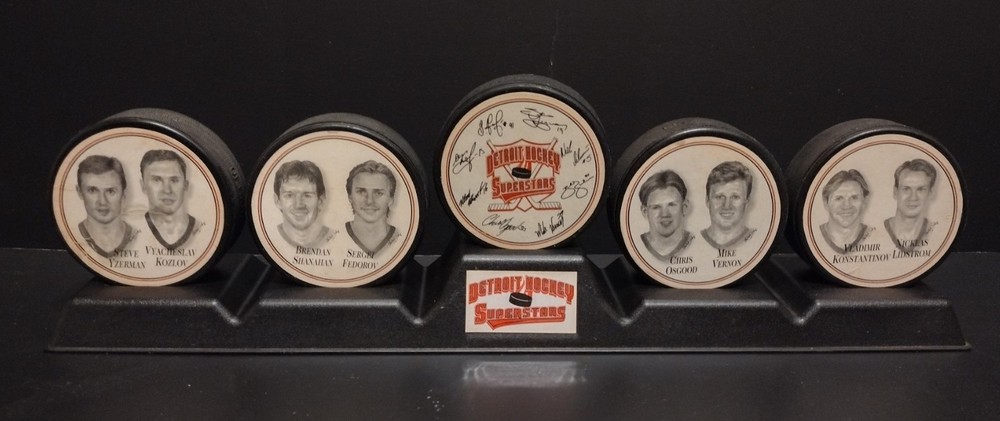 STEVE
YZERMAN
VYACHESLAV
KOZLOV
BRENDAN
SHANAHAN
SERGEI
FEDOROV
DETROIT HOCKEY
SUPERSTARS
CHRIS
OSGOOD
MIKE
VERNON
VLADIMIR
KONSTANTINOV
NICKLAS
LIDSTROM
DETROIT HOCKEY
SUPERSTARS